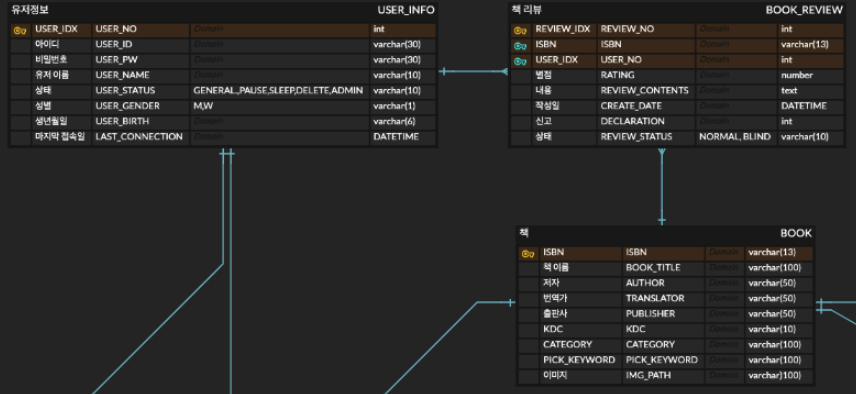 유저정보 USER_INFO
USER_IDX USER_NO Domain int
아이디 USER_ID Domain varchar(30)
비밀번호 USER_PW Domain varchar(30)
유저 이름 USER_NAME Domain varchar(10)
상태 USER_STATUS GENERAL,PAUSE,SLEEP,DELETE,ADMIN varchar(10)
성별 USER_GENDER M,W varchar(1)
생년월일 USER_BIRTH Domain varchar(6)
마지막 접속일 LAST_CONNECTION Domain DATETIME
책 리뷰 BOOK_REVIEW
REVIEW_IDX REVIEW_NO Domain int
ISBN ISBN Domain varchar(13)
USER_IDX USER_NO Domain int
별점 RATING Domain number
내용 REVIEW_CONTENTS Domain text
작성일 CREATE_DATE Domain DATETIME
신고 DECLARATION Domain int
상태 REVIEW_STATUS NORMAL, BLIND varchar(10)
책 BOOK
ISBN ISBN Domain varchar(13)
책 이름 BOOK_TITLE Domain varchar(100)
저자 AUTHOR Domain varchar(50)
번역가 TRANSLATOR Domain varchar(50)
출판사 PUBLISHER Domain varchar(50)
KDC KDC Domain varchar(10)
CATEGORY CATEGORY Domain varchar(100)
PICK_KEYWORD PICK_KEYWORD Domain varchar(100)
이미지 IMG_PATH Domain varchar(100)